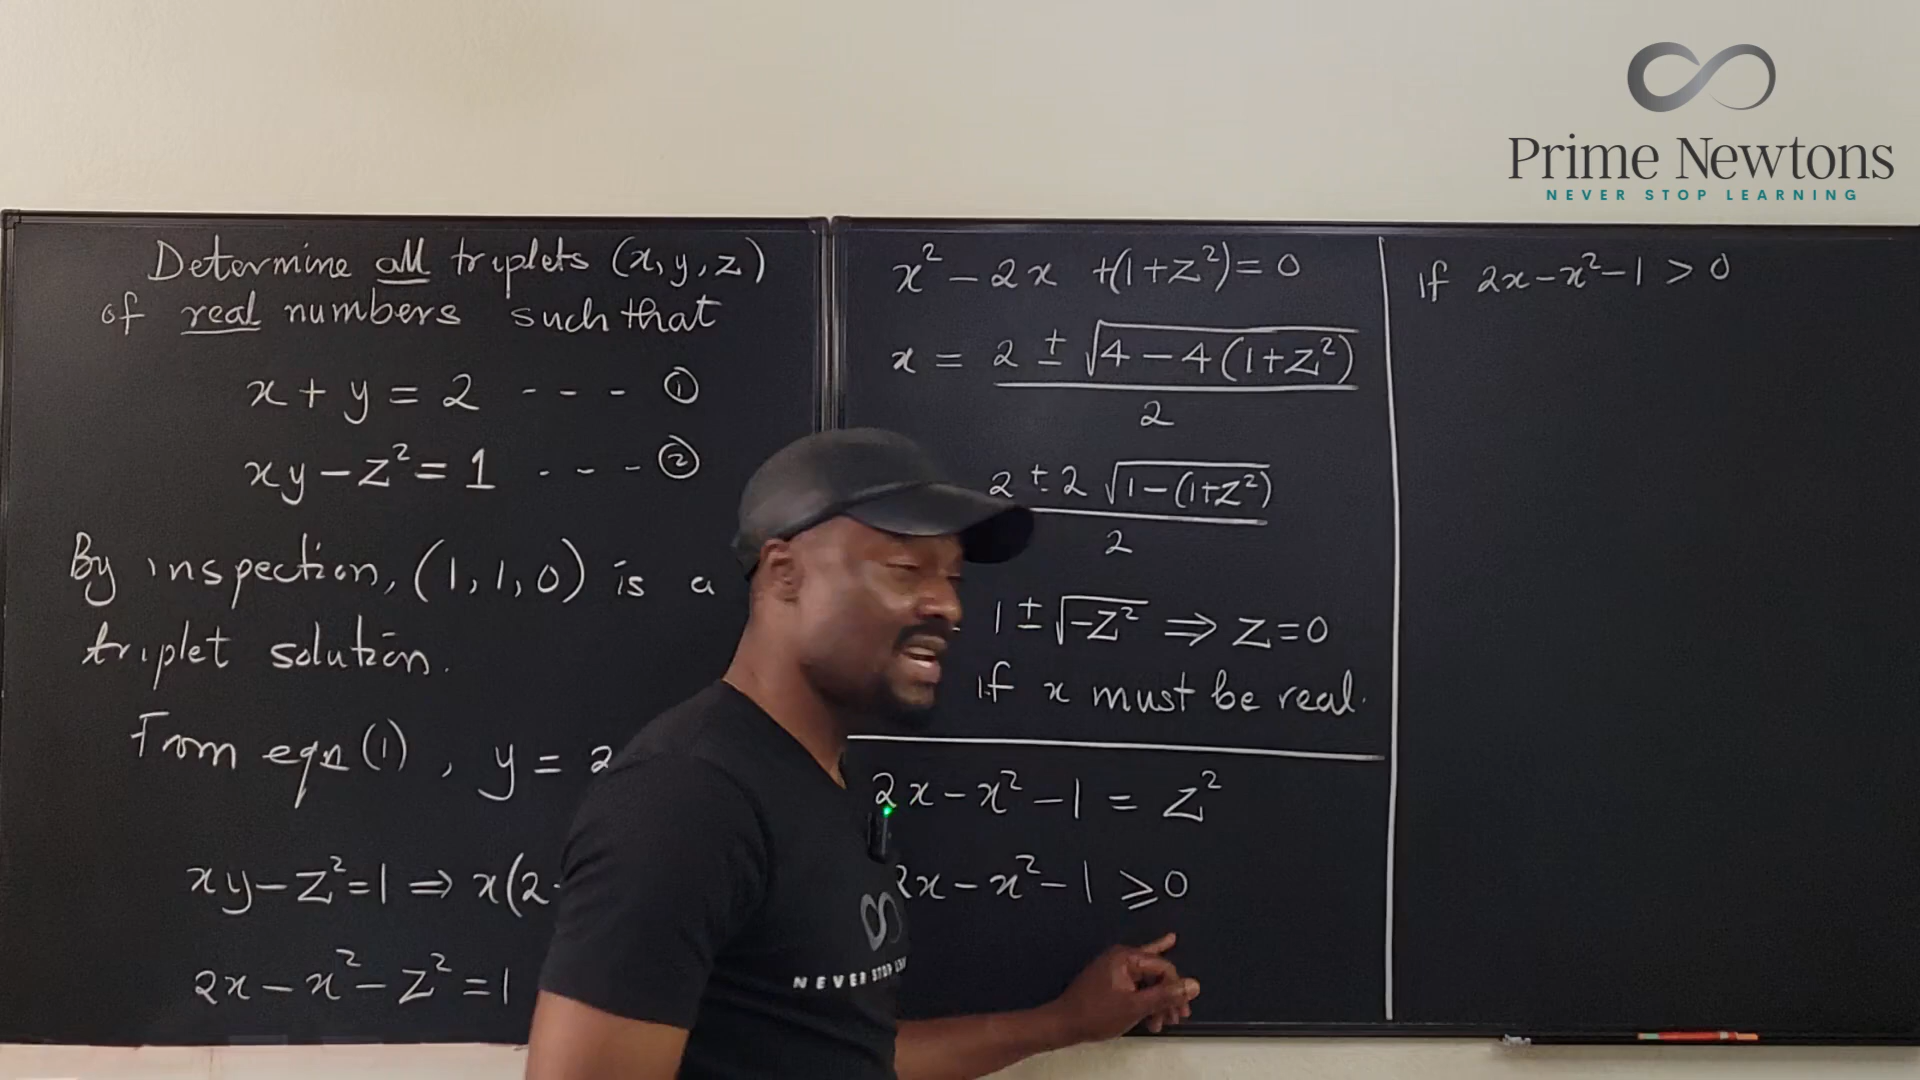 Prime Newtons
NEVER STOP LEARNING
Determine all triplets (x, y, z)
of real numbers such that
x + y = 2 - - - ①
xy - z² = 1 - - - ②
By inspection, (1, 1, 0) is a
triplet solution.
From eqn (1), y = 2
xy - z² = 1 ⇒ x(2 -
2x - x² - z² = 1
x² - 2x +(1+z²) = 0
x = 2 ± √4 - 4(1+z²)
2
2 ± 2 √1 - (1+z²)
2
1 ± √-z² ⇒ z = 0
if x must be real.
2x - x² - 1 = z²
2x - x² - 1 ⩾ 0
If 2x - x² - 1 > 0
NEVER STOP